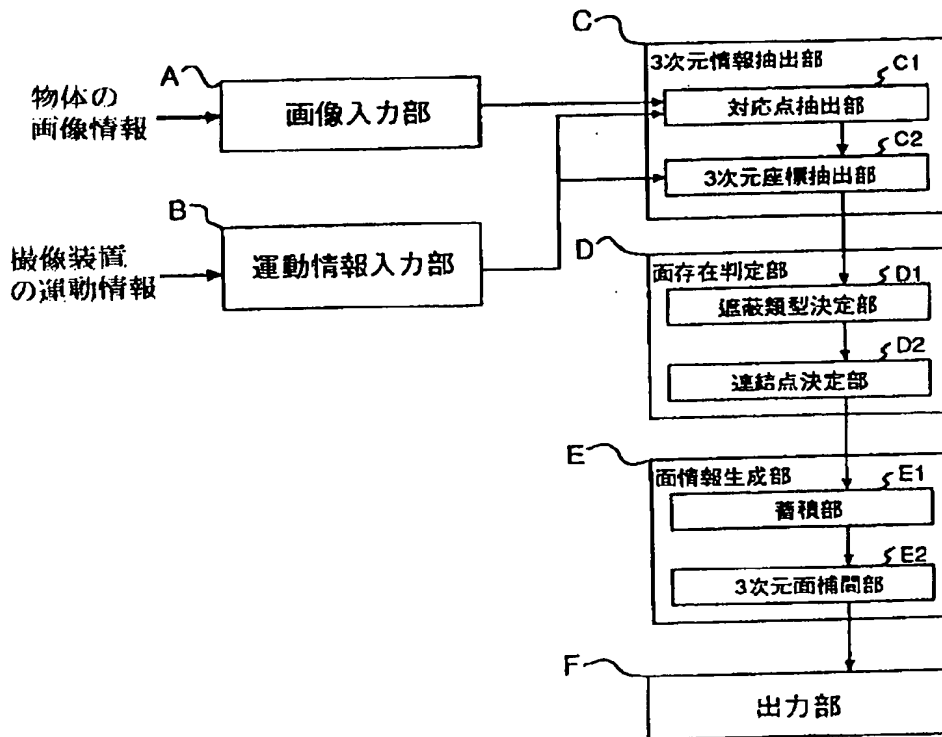 C
3次元情報抽出部
C1
対応点抽出部
C2
3次元座標抽出部
A
物体の
画像情報
画像入力部
B
撮像装置
の運動情報
運動情報入力部
D
面存在判定部
D1
遮蔽類型決定部
D2
連結点決定部
E
面情報生成部
E1
蓄積部
E2
3次元面補間部
F
出力部